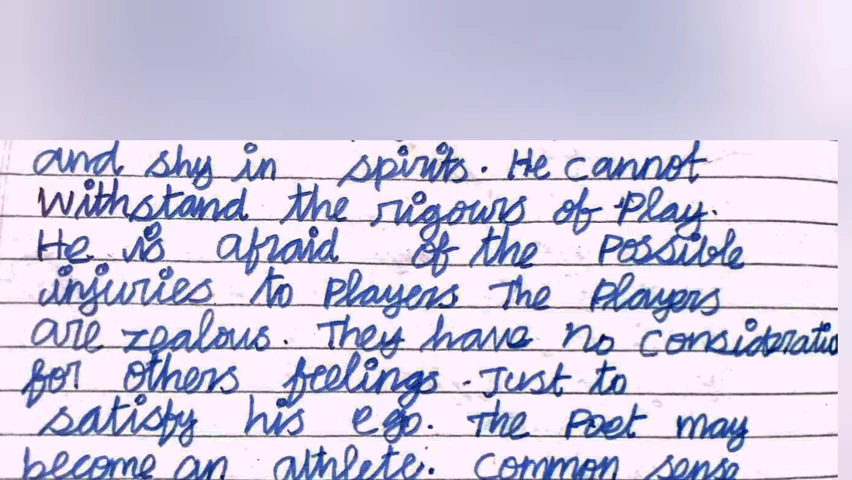 and shy in spirits. He cannot
withstand the rigours of Play.
He is afraid of the possible
injuries to players The players
are zealous. They have no consideratio
for others feelings. Just to
satisfy his ego. The Poet may
become an athlete. Common sense